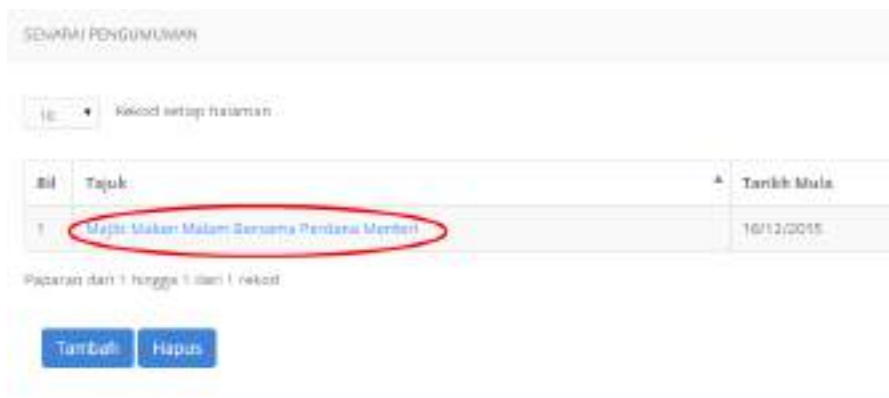 SENARAI PENGUMUMAN
10 Rekod setiap halaman
Bil Tajuk Tarikh Mula
1 Majlis Makan Malam Bersama Perdana Menteri 16/12/2015
Paparan dari 1 hingga 1 dari 1 rekod
Tambah Hapus